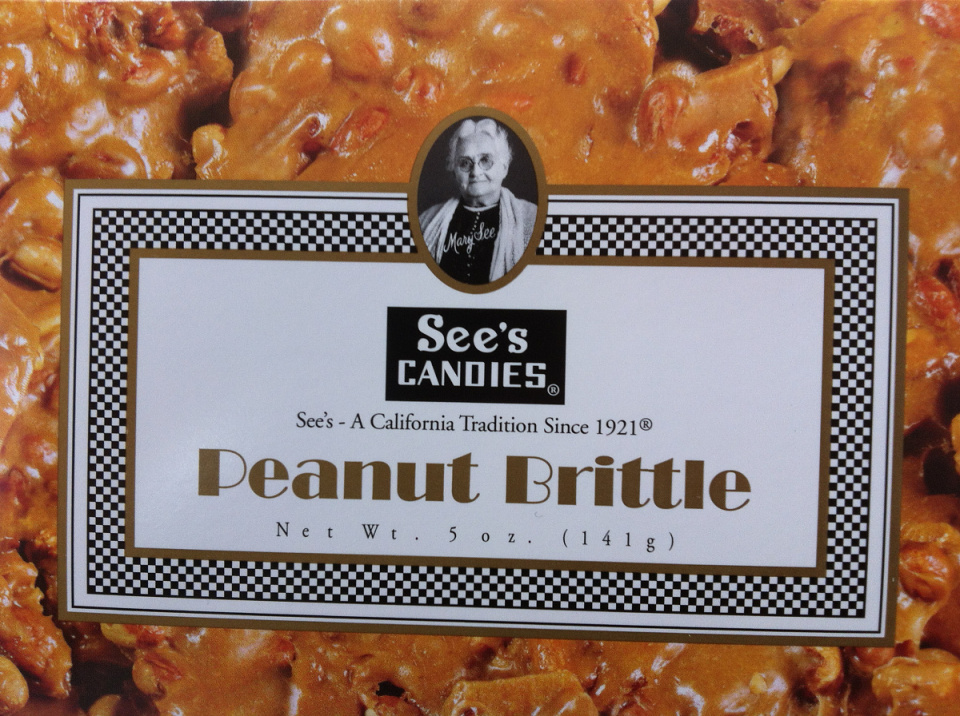 Mary See
See's
CANDIES®
See's - A California Tradition Since 1921®
Peanut Brittle
Net Wt. 5 oz. (141g)